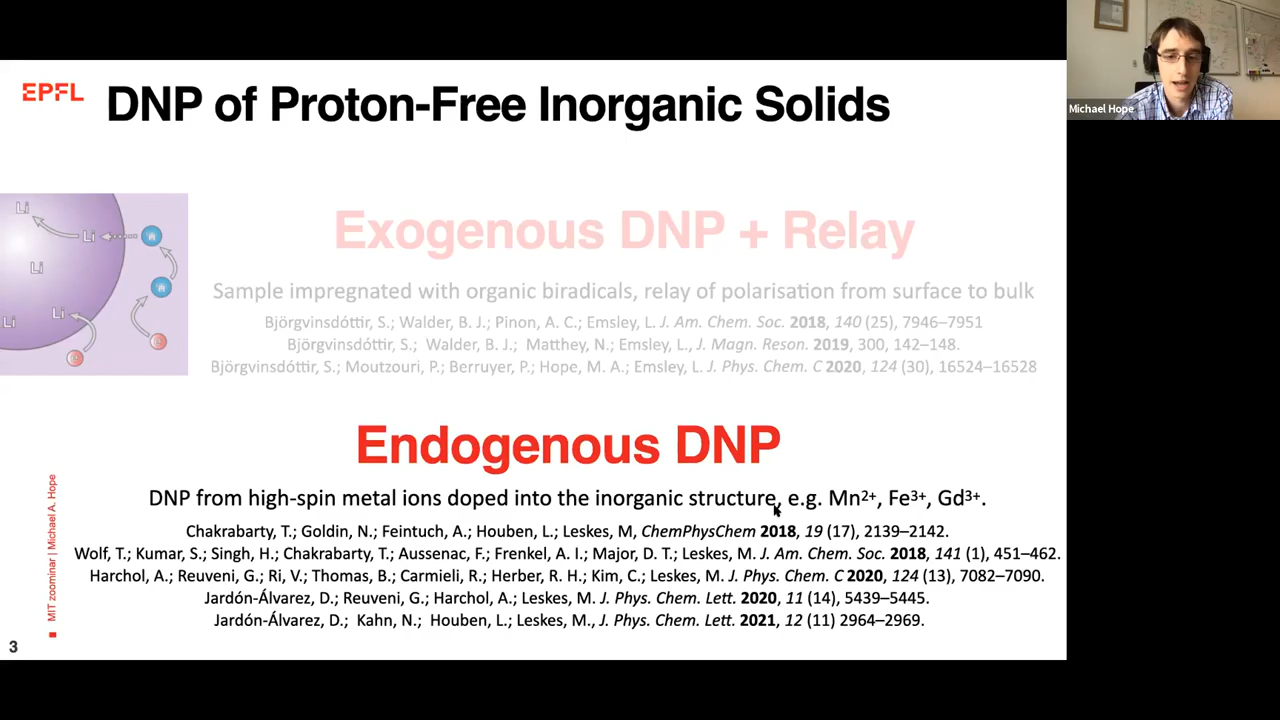 EPFL
DNP of Proton-Free Inorganic Solids
Michael Hope
Li
Li
Li
Li
Li
H
H
e
e
Exogenous DNP + Relay
Sample impregnated with organic biradicals, relay of polarisation from surface to bulk
Björgvinsdóttir, S.; Walder, B. J.; Pinon, A. C.; Emsley, L. J. Am. Chem. Soc. 2018, 140 (25), 7946–7951
Björgvinsdóttir, S.; Walder, B. J.; Matthey, N.; Emsley, L., J. Magn. Reson. 2019, 300, 142–148.
Björgvinsdóttir, S.; Moutzouri, P.; Berruyer, P.; Hope, M. A.; Emsley, L. J. Phys. Chem. C 2020, 124 (30), 16524–16528
Endogenous DNP
DNP from high-spin metal ions doped into the inorganic structure, e.g. Mn²⁺, Fe³⁺, Gd³⁺.
Chakrabarty, T.; Goldin, N.; Feintuch, A.; Houben, L.; Leskes, M, ChemPhysChem 2018, 19 (17), 2139–2142.
Wolf, T.; Kumar, S.; Singh, H.; Chakrabarty, T.; Aussenac, F.; Frenkel, A. I.; Major, D. T.; Leskes, M. J. Am. Chem. Soc. 2018, 141 (1), 451–462.
Harchol, A.; Reuveni, G.; Ri, V.; Thomas, B.; Carmieli, R.; Herber, R. H.; Kim, C.; Leskes, M. J. Phys. Chem. C 2020, 124 (13), 7082–7090.
Jardón-Álvarez, D.; Reuveni, G.; Harchol, A.; Leskes, M. J. Phys. Chem. Lett. 2020, 11 (14), 5439–5445.
Jardón-Álvarez, D.; Kahn, N.; Houben, L.; Leskes, M., J. Phys. Chem. Lett. 2021, 12 (11) 2964–2969.
MIT zoominar | Michael A. Hope
3